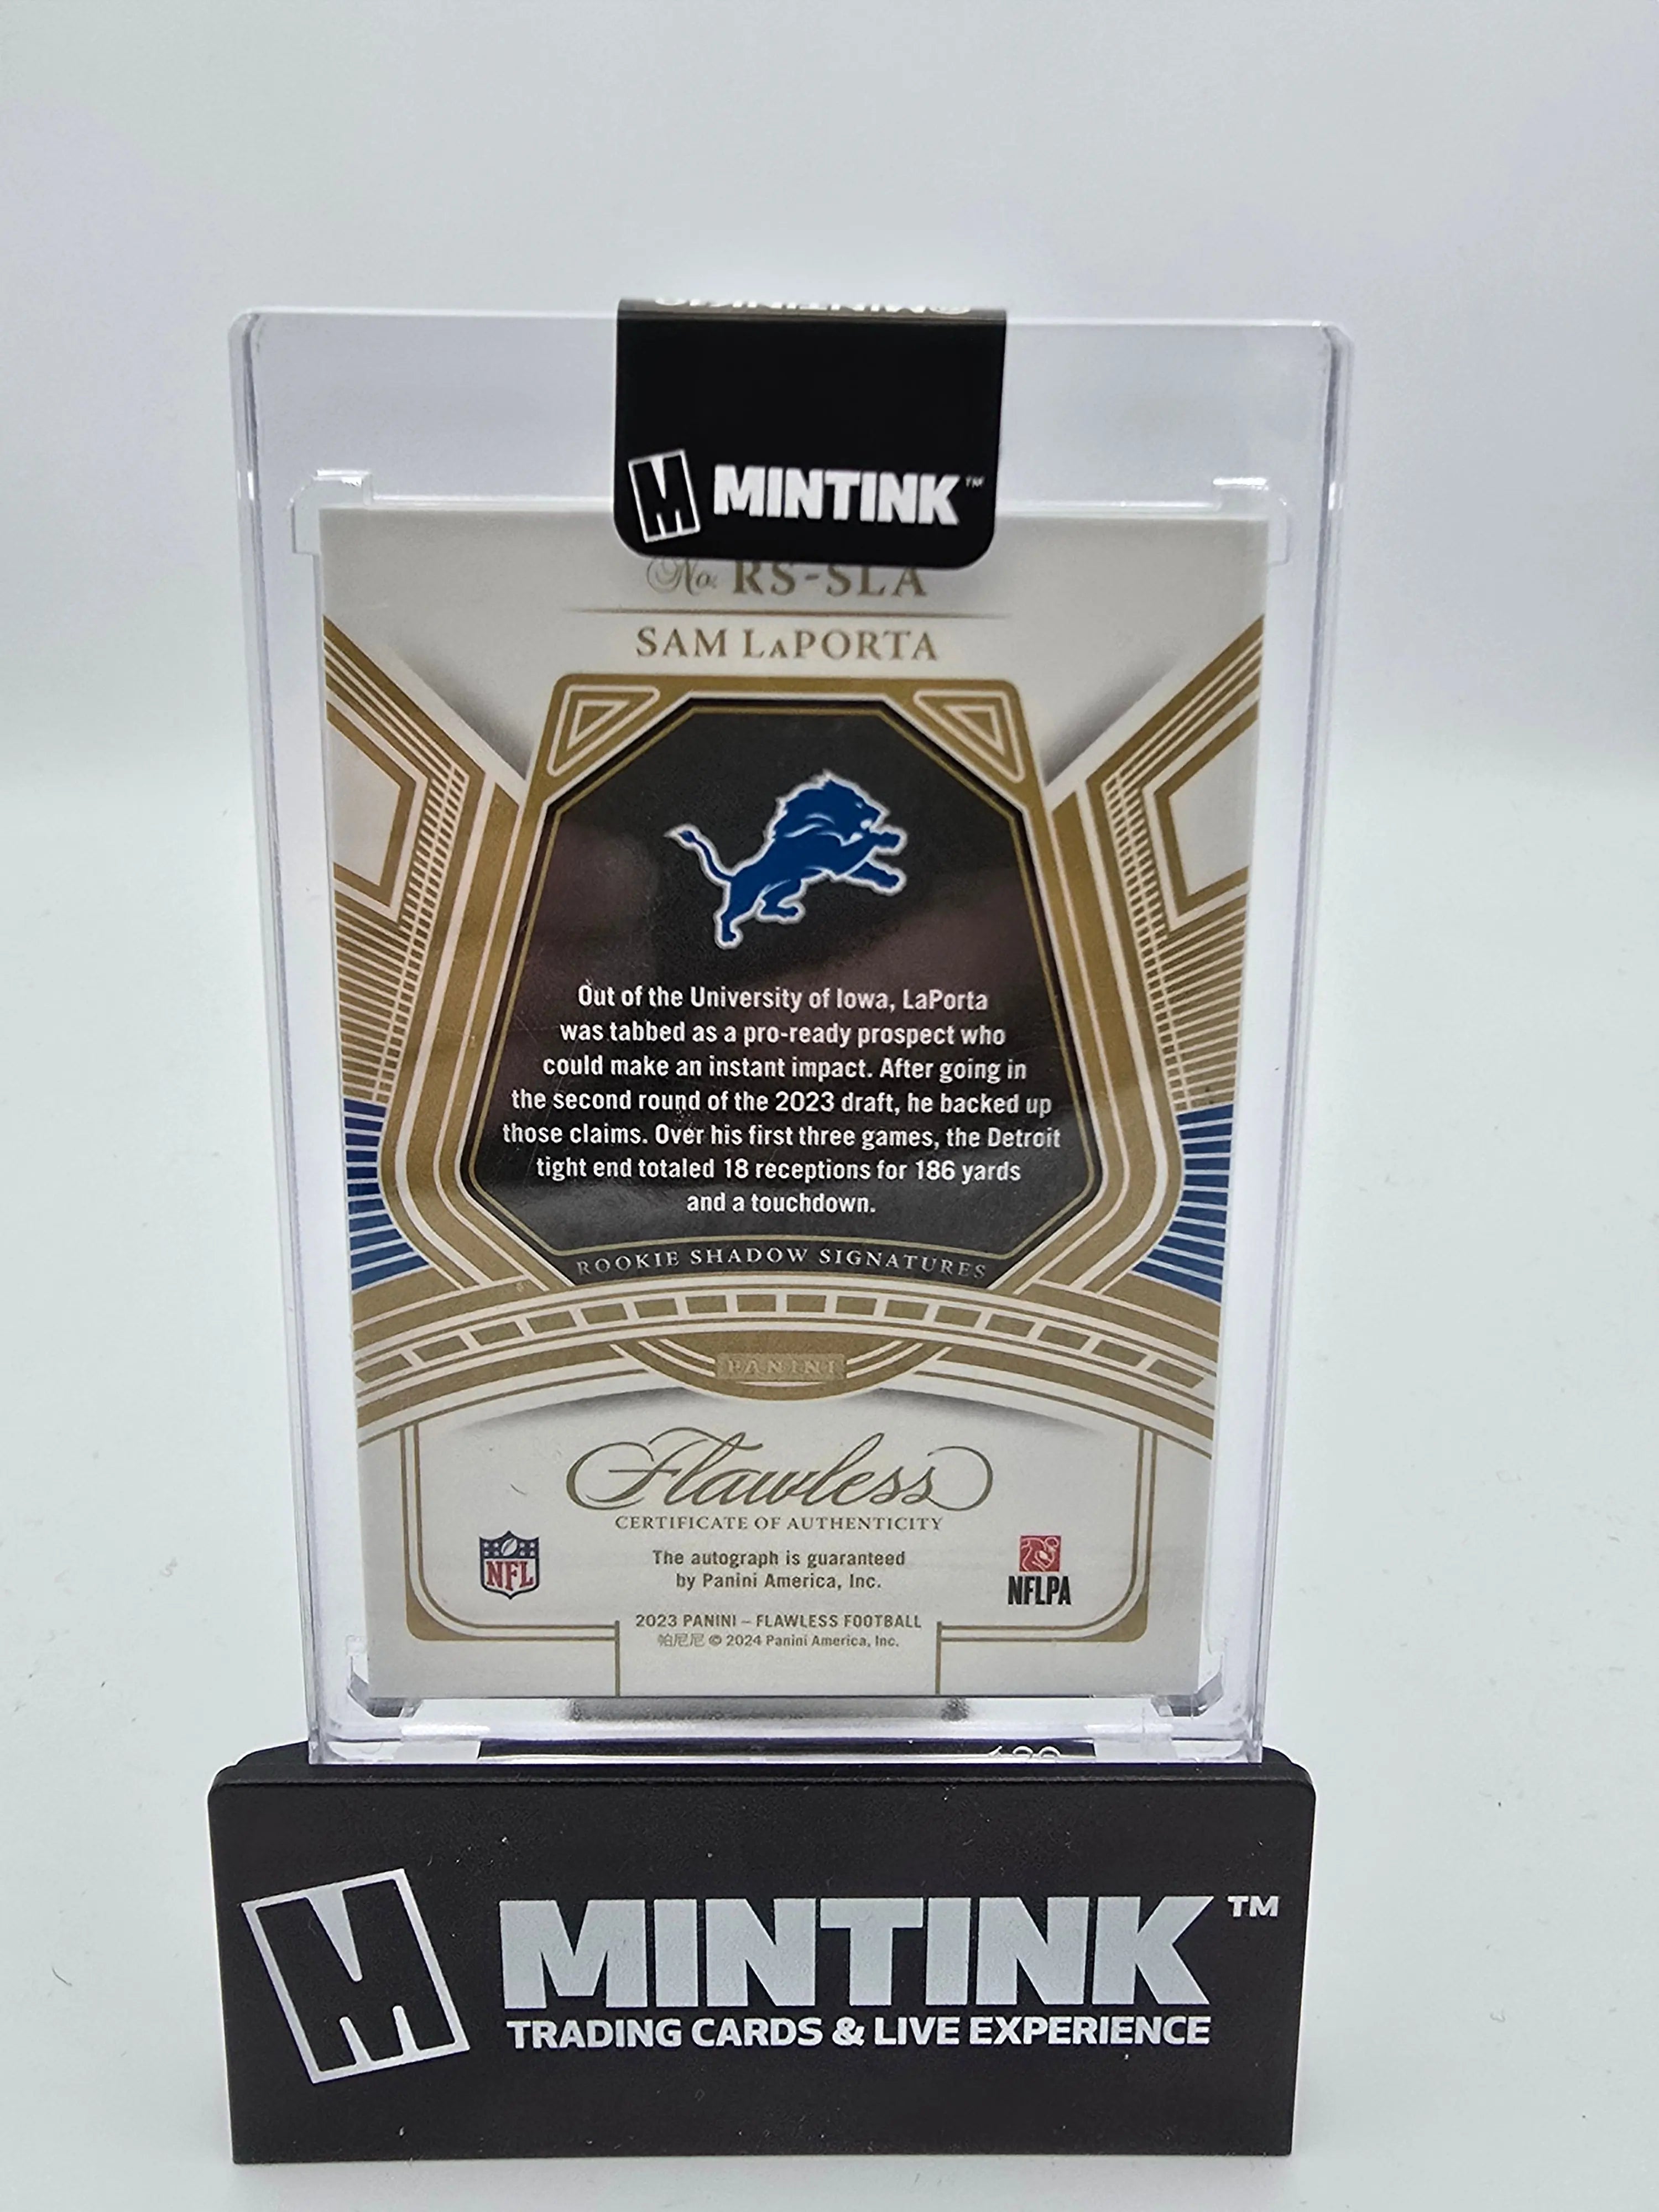 M MINTINK™
No. RS-SLA
SAM LaPORTA
Out of the University of Iowa, LaPorta
was tabbed as a pro-ready prospect who
could make an instant impact. After going in
the second round of the 2023 draft, he backed up
those claims. Over his first three games, the Detroit
tight end totaled 18 receptions for 186 yards
and a touchdown.
ROOKIE SHADOW SIGNATURES
PANINI
Flawless
CERTIFICATE OF AUTHENTICITY
NFL
The autograph is guaranteed
by Panini America, Inc.
NFLPA
2023 PANINI – FLAWLESS FOOTBALL
帕尼尼 © 2024 Panini America, Inc.
M MINTINK™
TRADING CARDS & LIVE EXPERIENCE